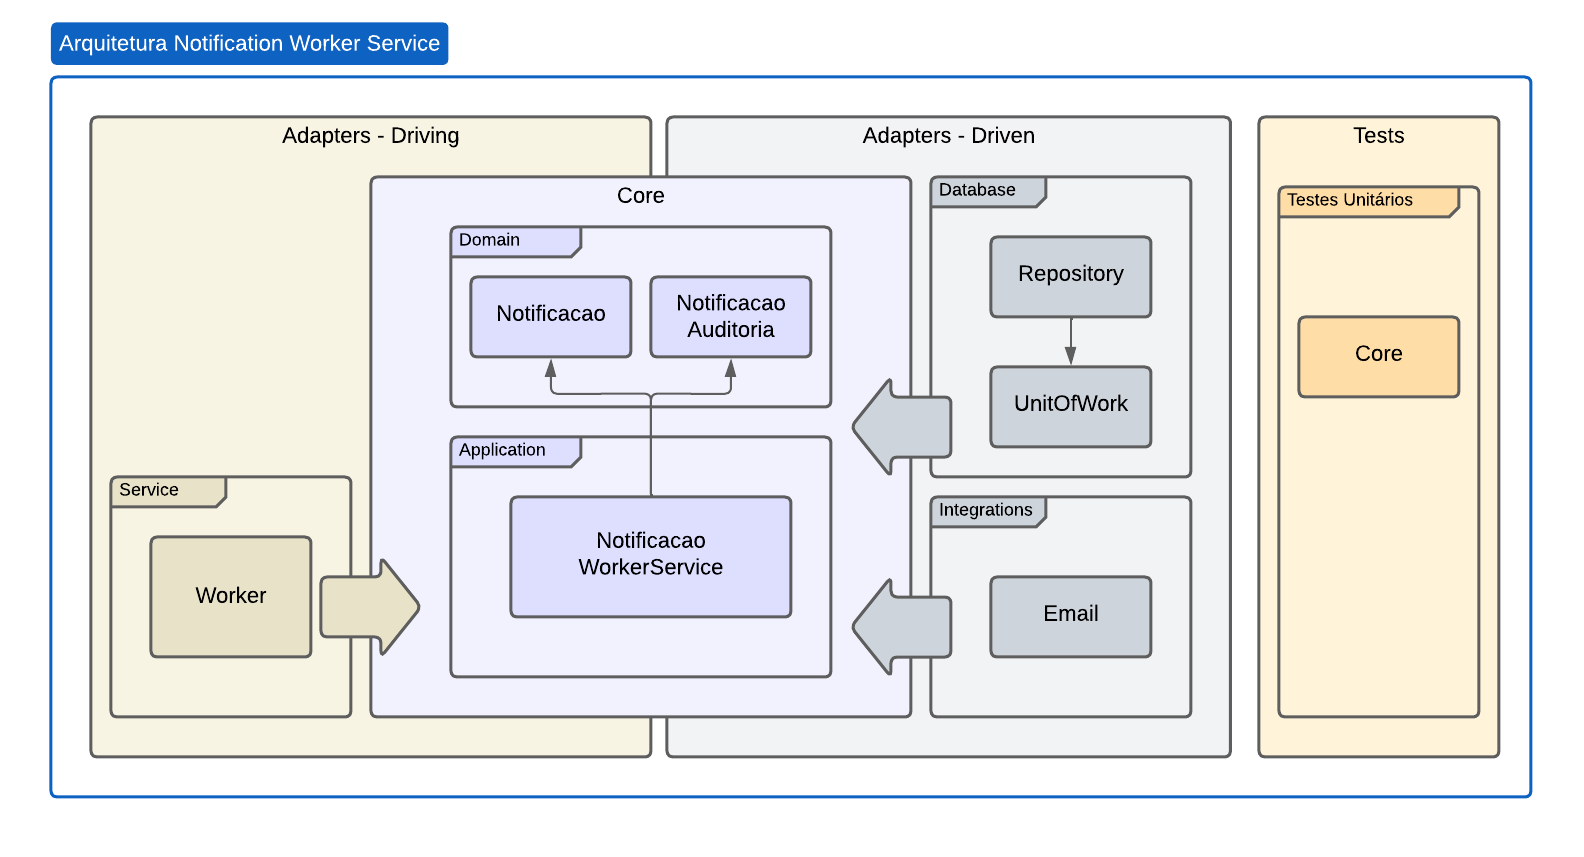 Arquitetura Notification Worker Service
Adapters - Driving
Adapters - Driven
Tests
Core
Database
Testes Unitários
Domain
Notificacao
Notificacao
Auditoria
Repository
Core
UnitOfWork
Application
Service
Notificacao
WorkerService
Worker
Integrations
Email